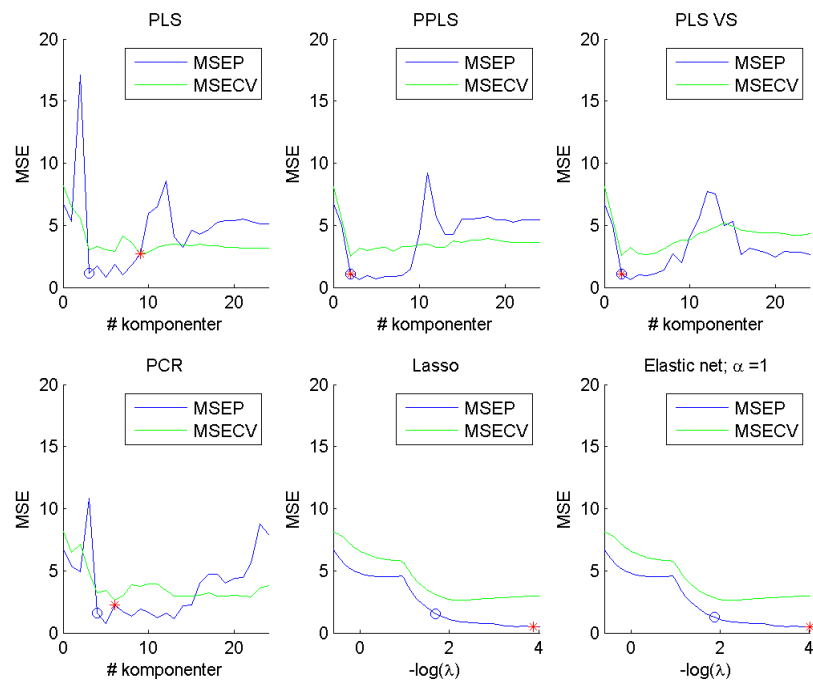 PLS
20
15
10
5
0
MSE
MSEP
MSECV
0 10 20
# komponenter
PPLS
20
15
10
5
0
MSE
MSEP
MSECV
0 10 20
# komponenter
PLS VS
20
15
10
5
0
MSE
MSEP
MSECV
0 10 20
# komponenter
PCR
20
15
10
5
0
MSE
MSEP
MSECV
0 10 20
# komponenter
Lasso
20
15
10
5
0
MSE
MSEP
MSECV
0 2 4
-log(λ)
Elastic net; α =1
20
15
10
5
0
MSE
MSEP
MSECV
0 2 4
-log(λ)